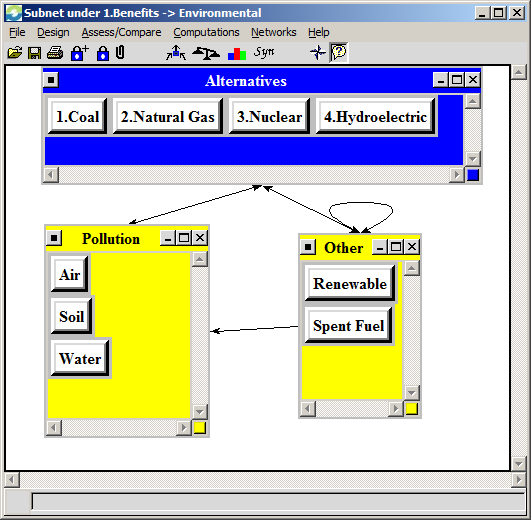 Subnet under 1.Benefits -> Environmental
File Design Assess/Compare Computations Networks Help
Syn
Alternatives
1.Coal 2.Natural Gas 3.Nuclear 4.Hydroelectric
Pollution
Air
Soil
Water
Other
Renewable
Spent Fuel